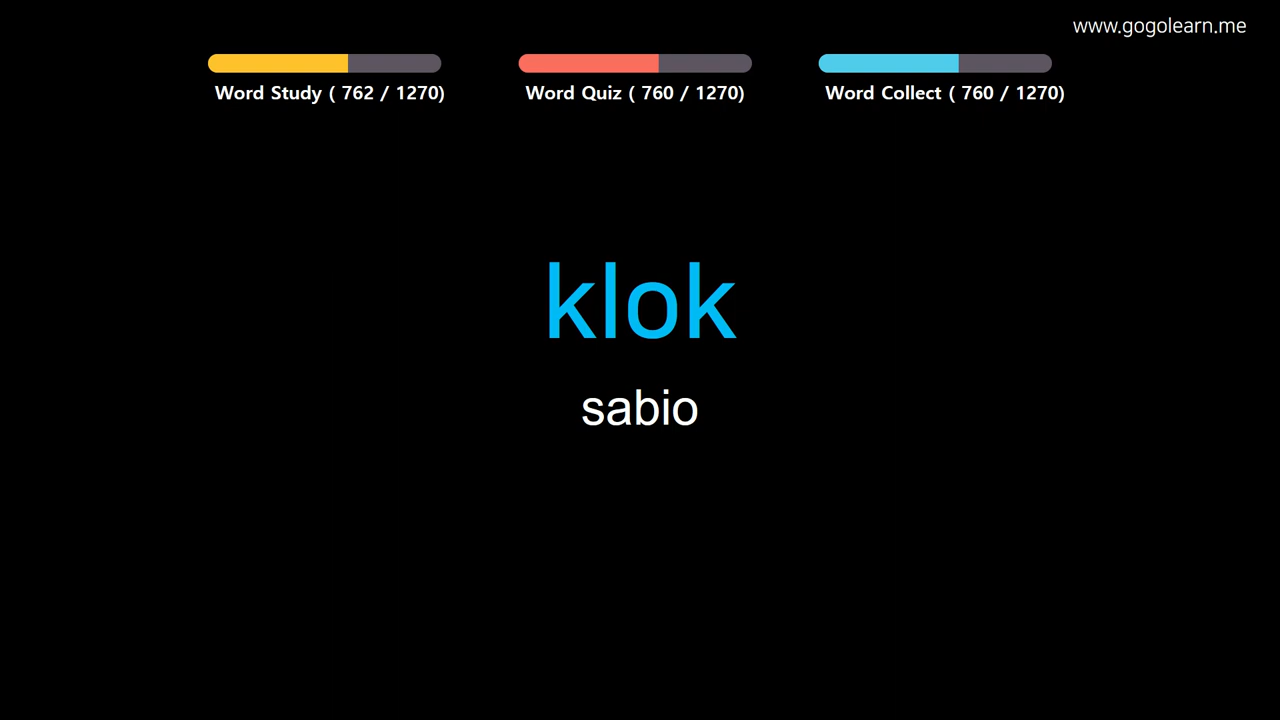 www.gogolearn.me
Word Study ( 762 / 1270)
Word Quiz ( 760 / 1270)
Word Collect ( 760 / 1270)
klok
sabio